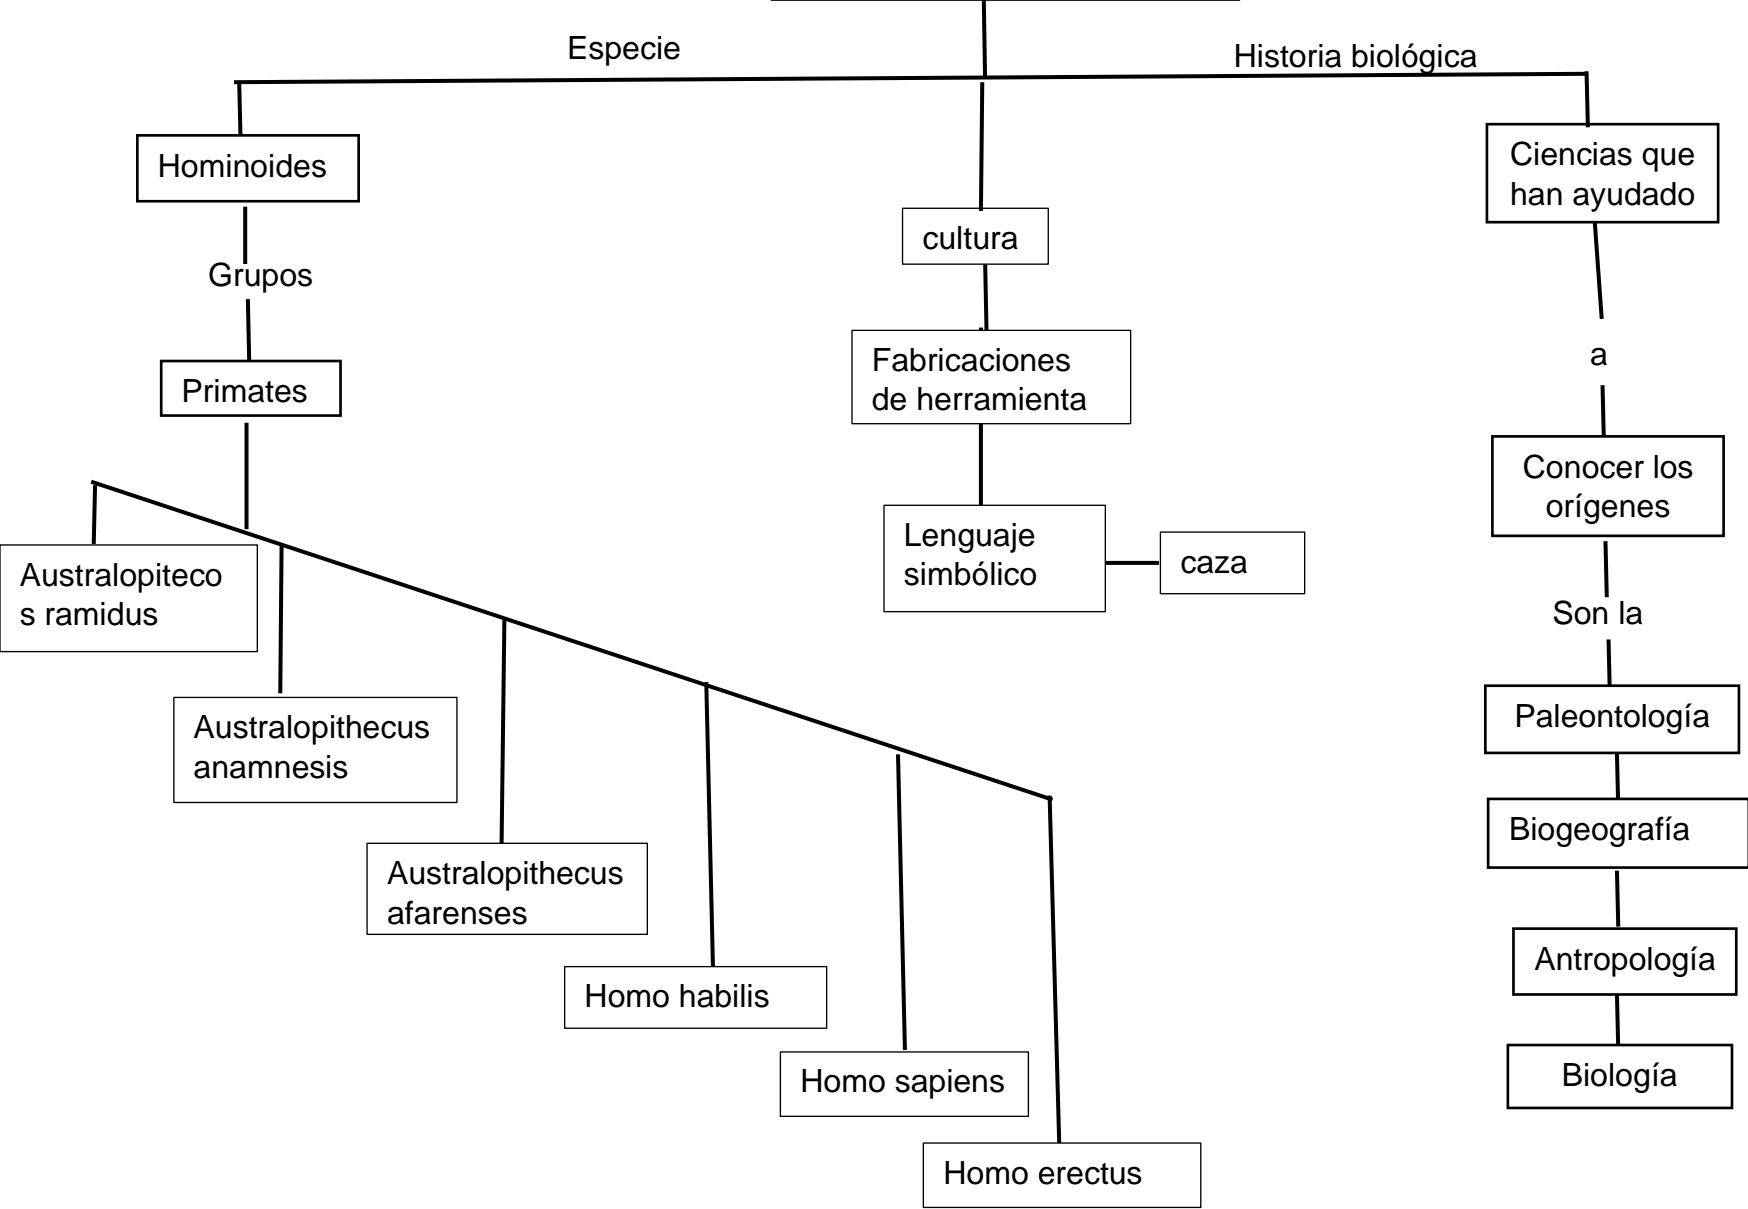 Especie
Historia biológica
Hominoides
Grupos
Primates
Australopiteco
s ramidus
Australopithecus
anamnesis
Australopithecus
afarenses
Homo habilis
Homo sapiens
Homo erectus
cultura
Fabricaciones
de herramienta
Lenguaje
simbólico
caza
Ciencias que
han ayudado
a
Conocer los
orígenes
Son la
Paleontología
Biogeografía
Antropología
Biología